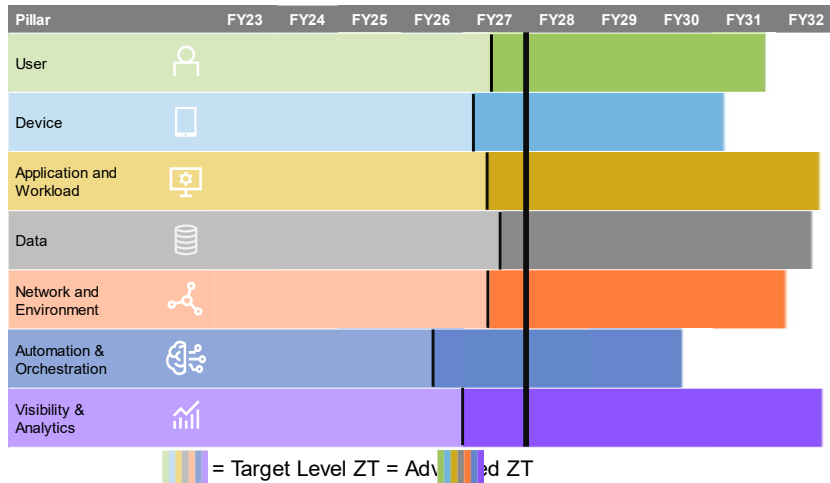 Pillar FY23 FY24 FY25 FY26 FY27 FY28 FY29 FY30 FY31 FY32
User
Device
Application and
Workload
Data
Network and
Environment
Automation &
Orchestration
Visibility &
Analytics
= Target Level ZT = Adv ed ZT